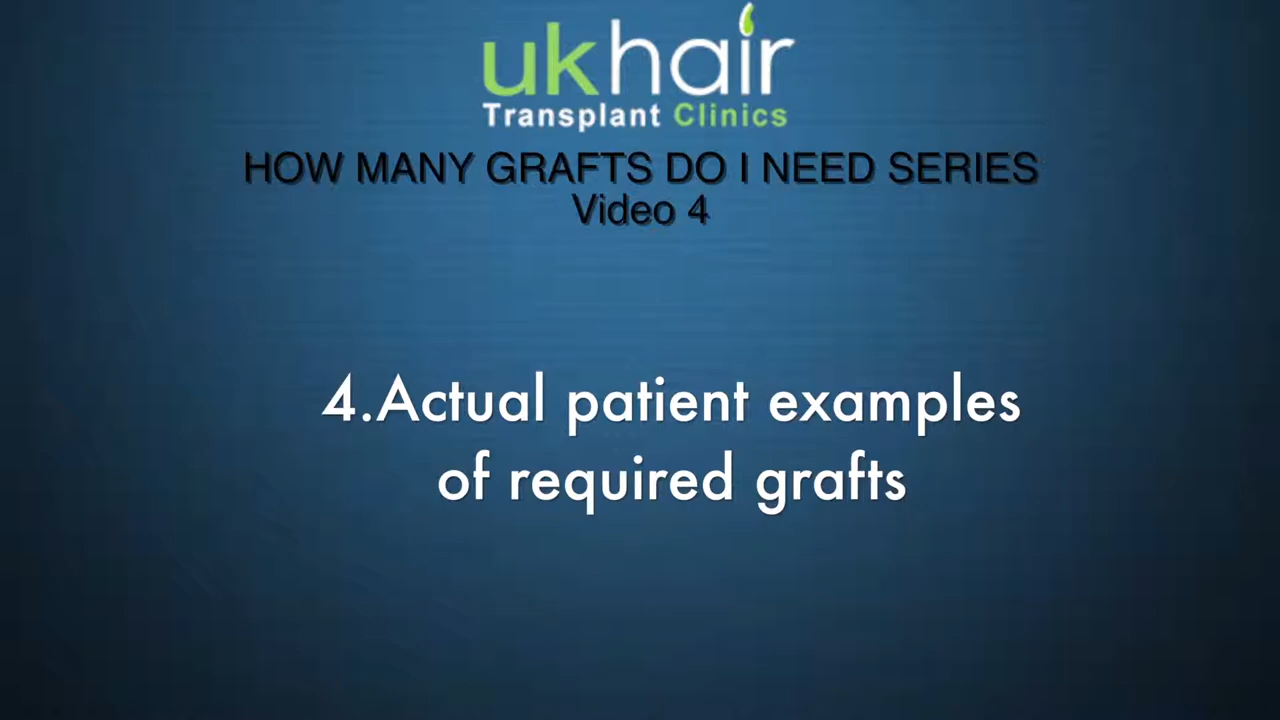 ukhair
Transplant Clinics
HOW MANY GRAFTS DO I NEED SERIES
Video 4
4.Actual patient examples
of required grafts